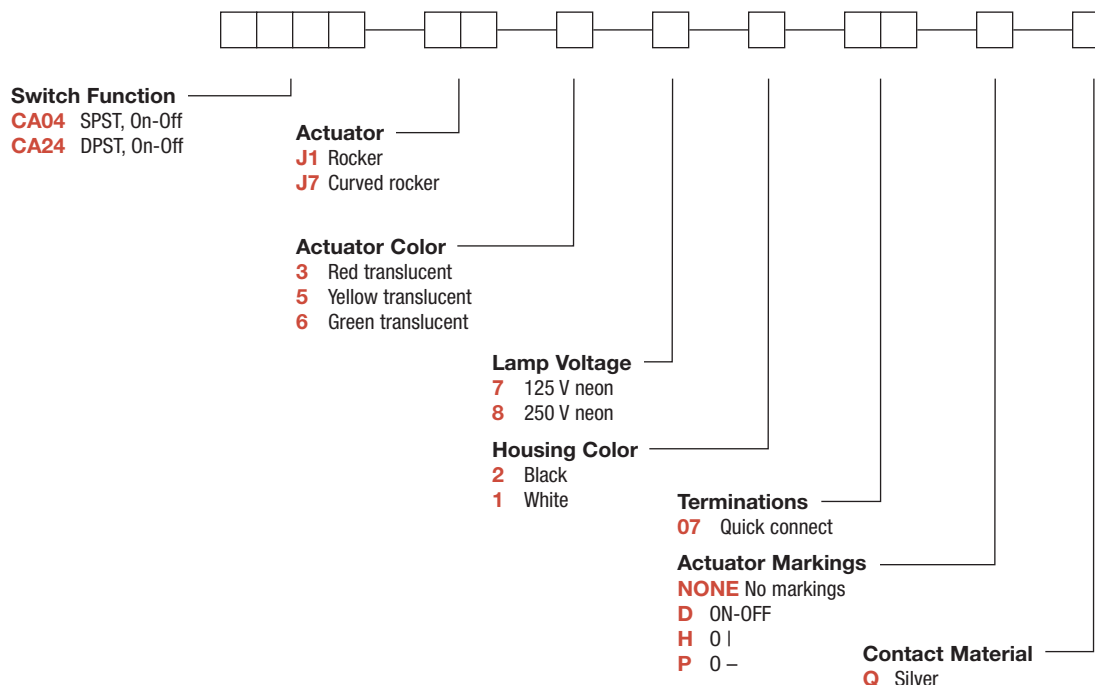 Switch Function
CA04 SPST, On-Off
CA24 DPST, On-Off
Actuator
J1 Rocker
J7 Curved rocker
Actuator Color
3 Red translucent
5 Yellow translucent
6 Green translucent
Lamp Voltage
7 125 V neon
8 250 V neon
Housing Color
2 Black
1 White
Terminations
07 Quick connect
Actuator Markings
NONE No markings
D ON-OFF
H O |
P O –
Contact Material
Q Silver